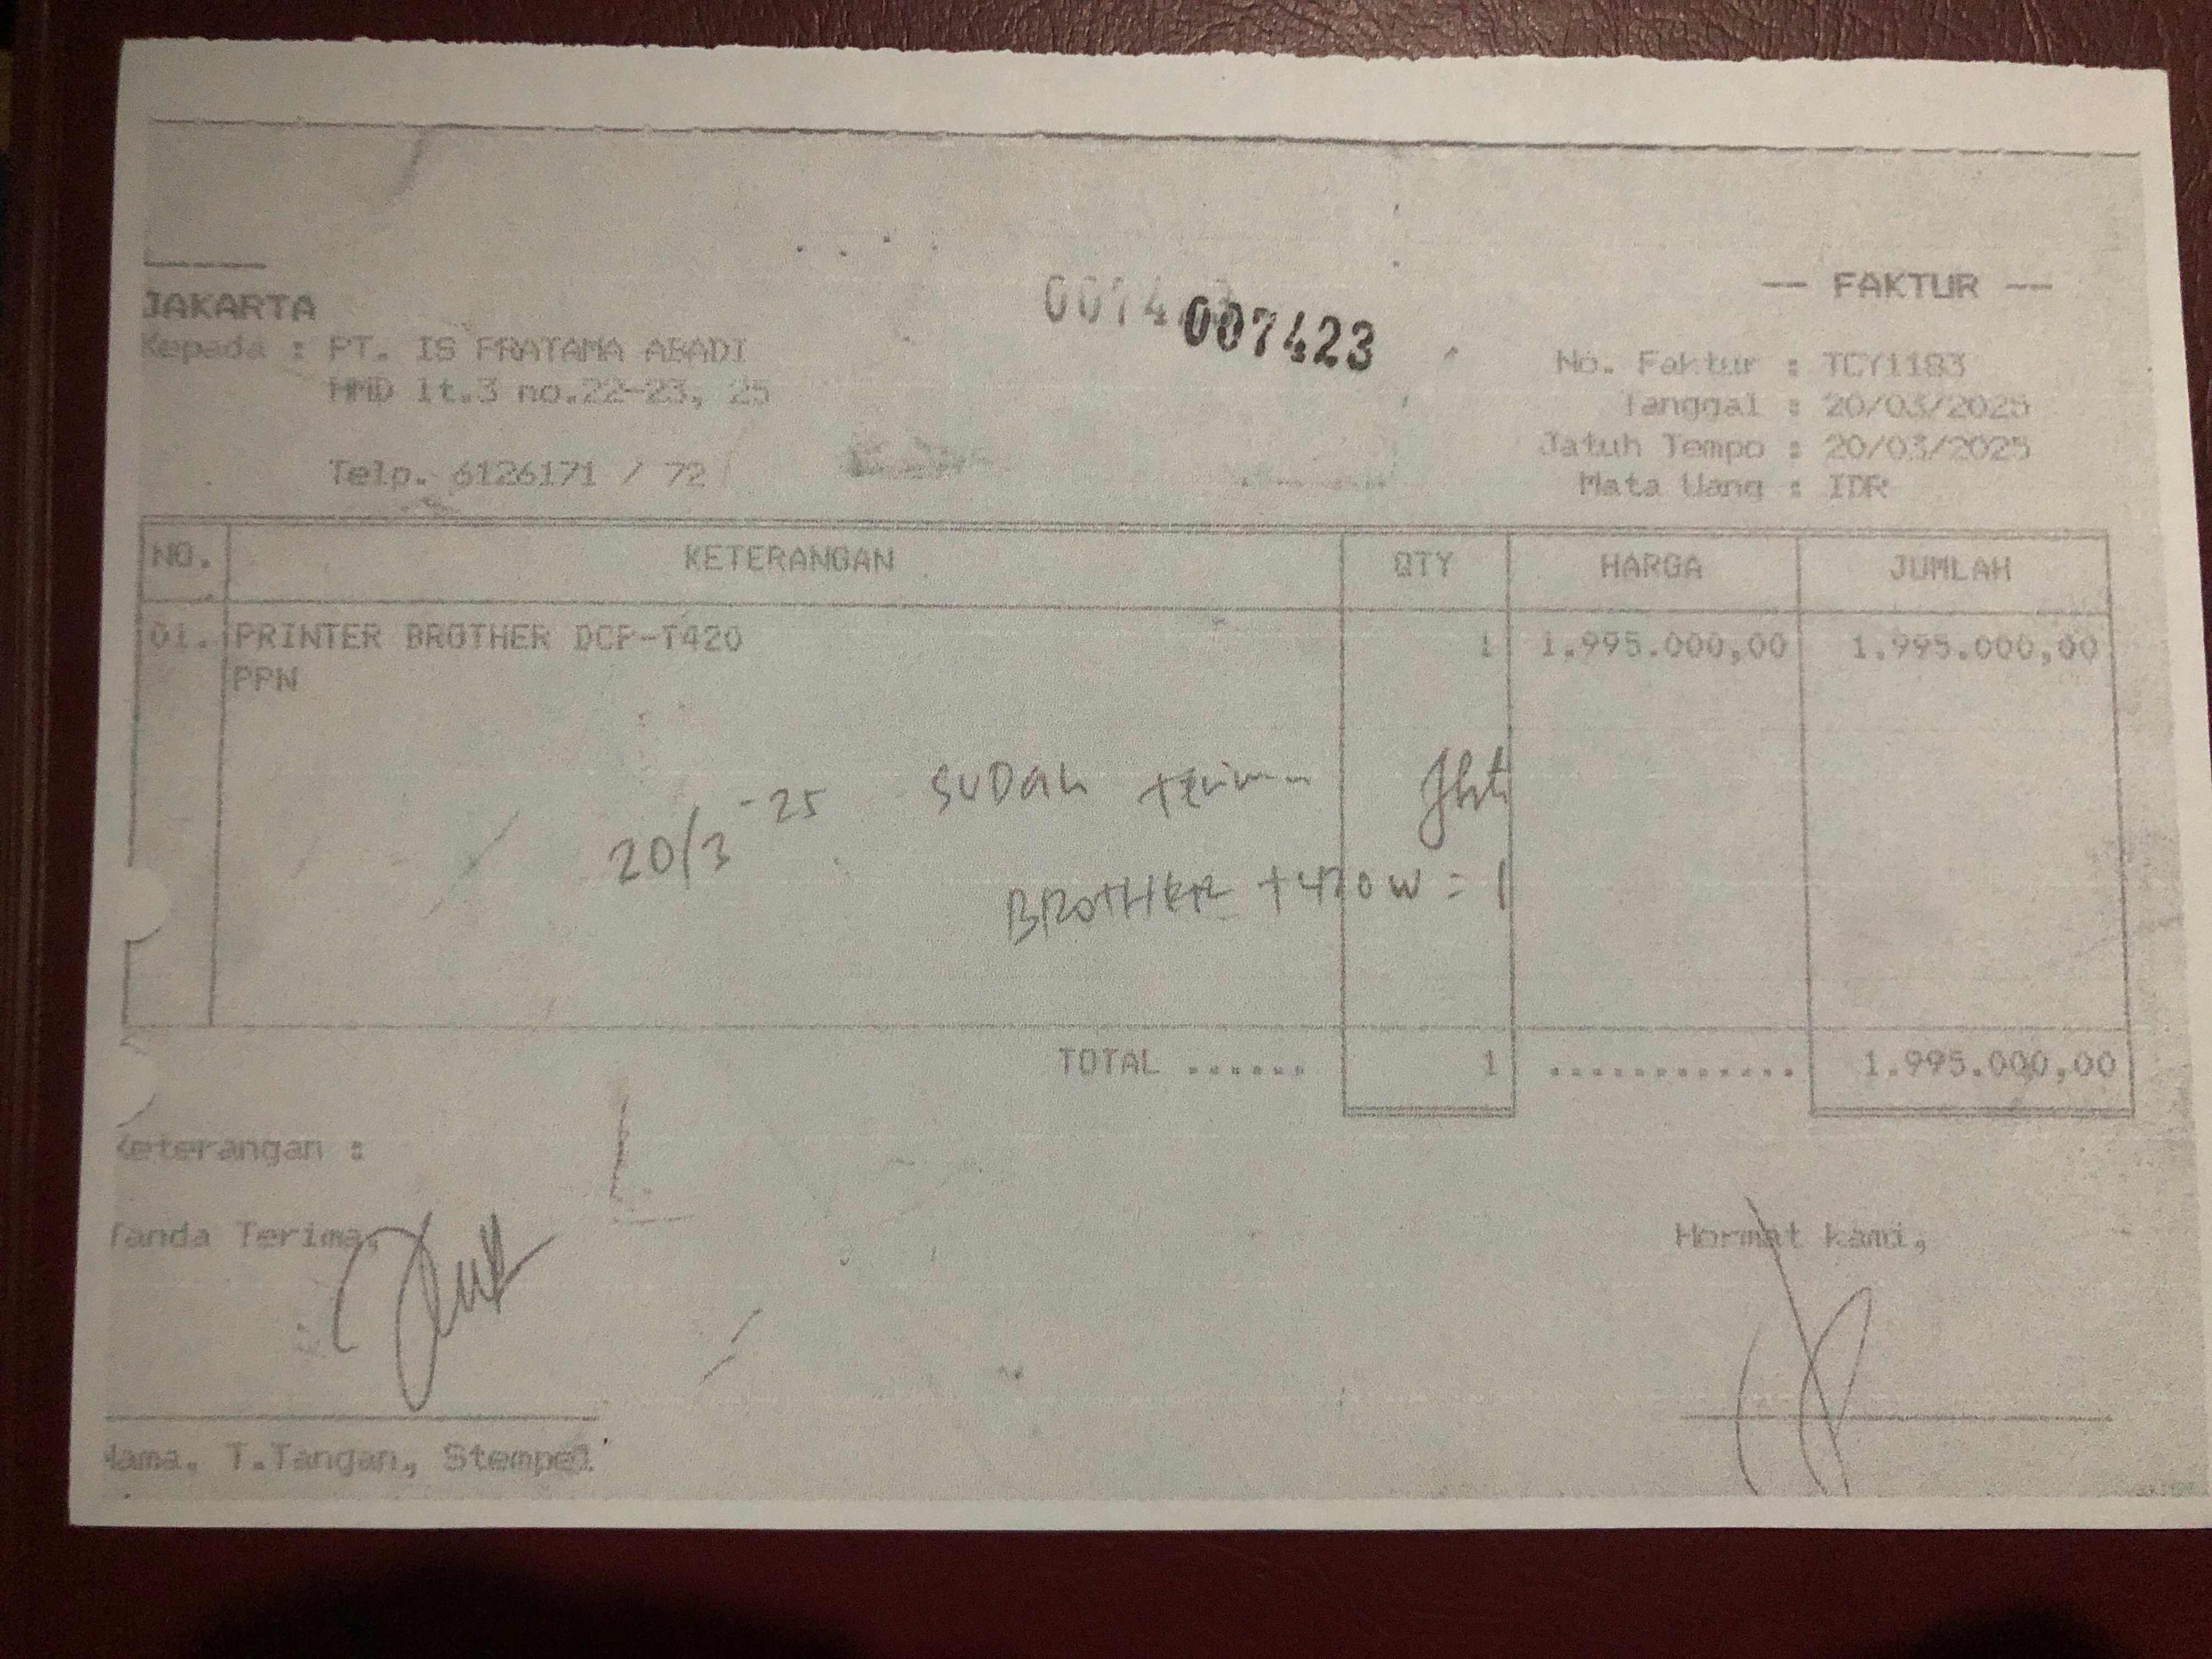 -- FAKTUR --
JAKARTA
007423
Kepada : PT. IS PRATAMA ABADI
HMD lt.3 no.22-23, 25
Telp. 6126171 / 72
No. Faktur : TCY1183
Tanggal : 20/03/2025
Jatuh Tempo : 20/03/2025
Mata Uang : IDR
NO. KETERANGAN QTY HARGA JUMLAH
01. PRINTER BROTHER DCP-T420 1 1.995.000,00 1.995.000,00
PPN
20/3-25 SUDAH terima
BROTHER T420W = 1
TOTAL ...... 1 ............. 1.995.000,00
Keterangan :
Tanda Terima, Hormat kami,
Nama, T.Tangan, Stempel